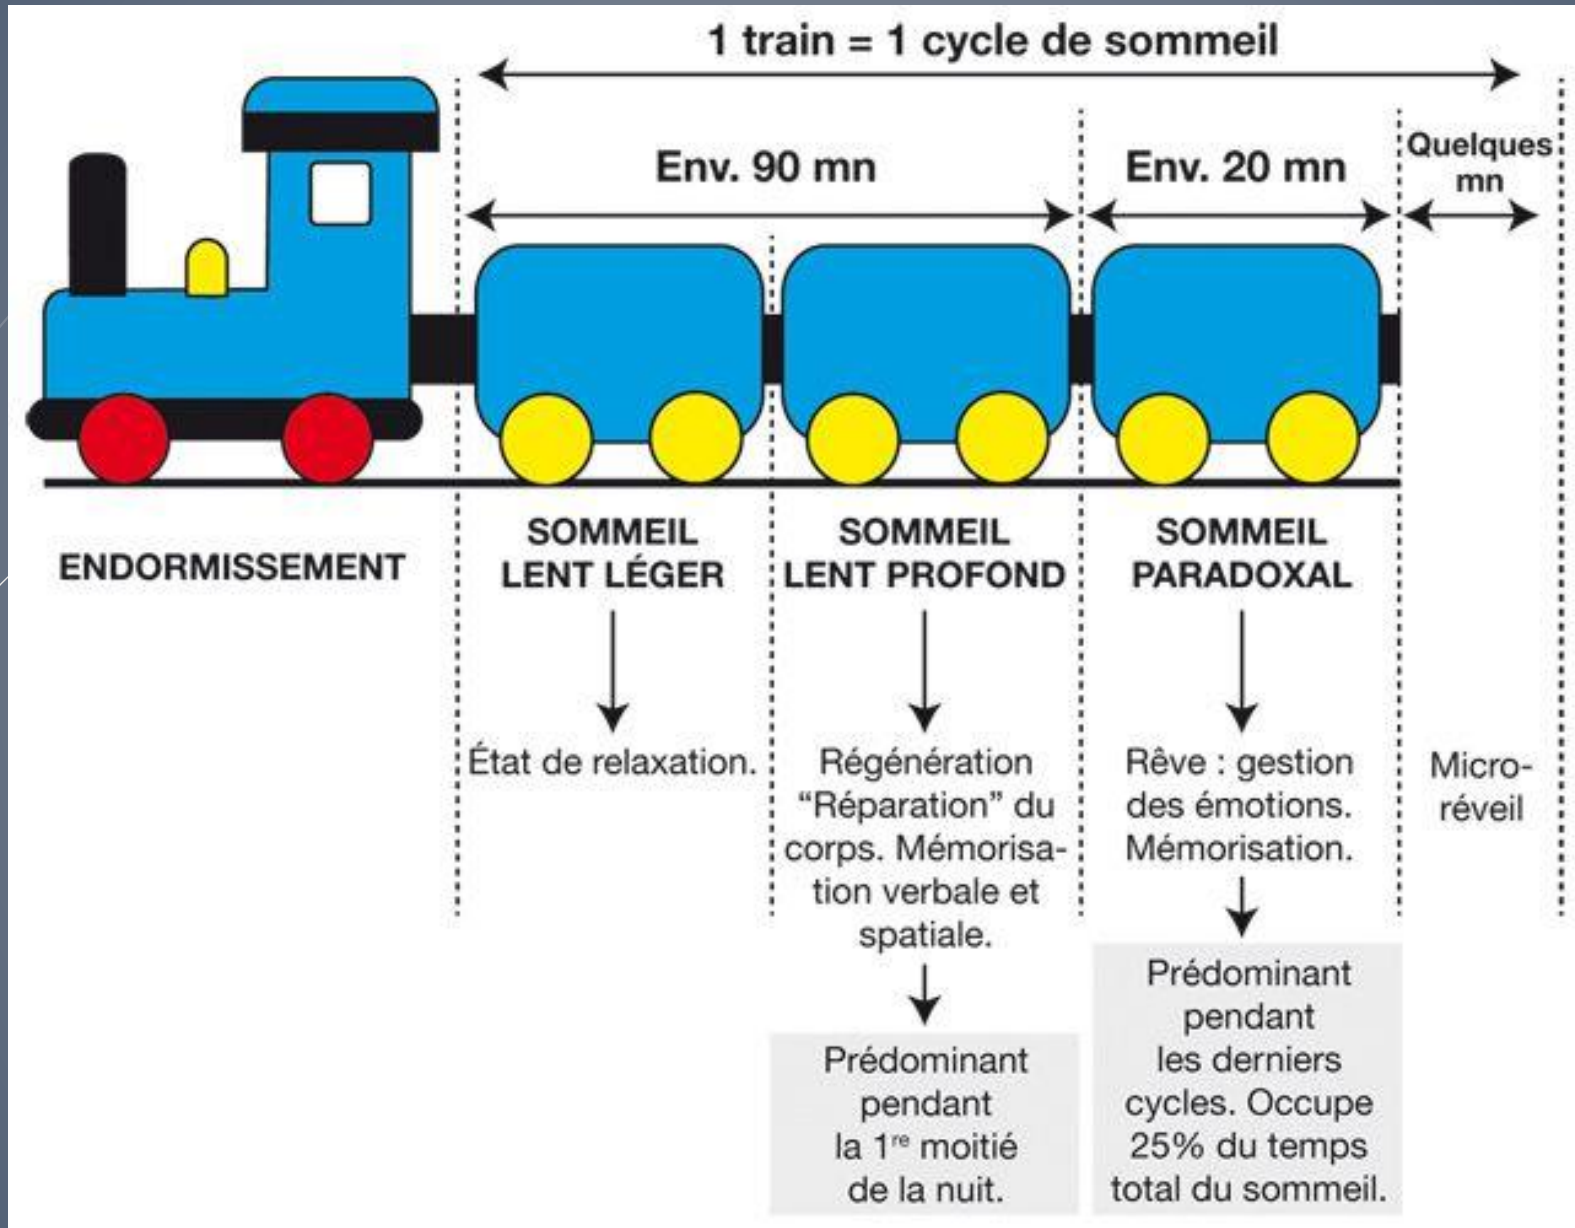 1 train = 1 cycle de sommeil
Env. 90 mn
Env. 20 mn
Quelques
mn
ENDORMISSEMENT
SOMMEIL
LENT LÉGER
SOMMEIL
LENT PROFOND
SOMMEIL
PARADOXAL
État de relaxation.
Régénération
“Réparation” du
corps. Mémorisa-
tion verbale et
spatiale.
Rêve : gestion
des émotions.
Mémorisation.
Micro-
réveil
Prédominant
pendant
la 1re moitié
de la nuit.
Prédominant
pendant
les derniers
cycles. Occupe
25% du temps
total du sommeil.